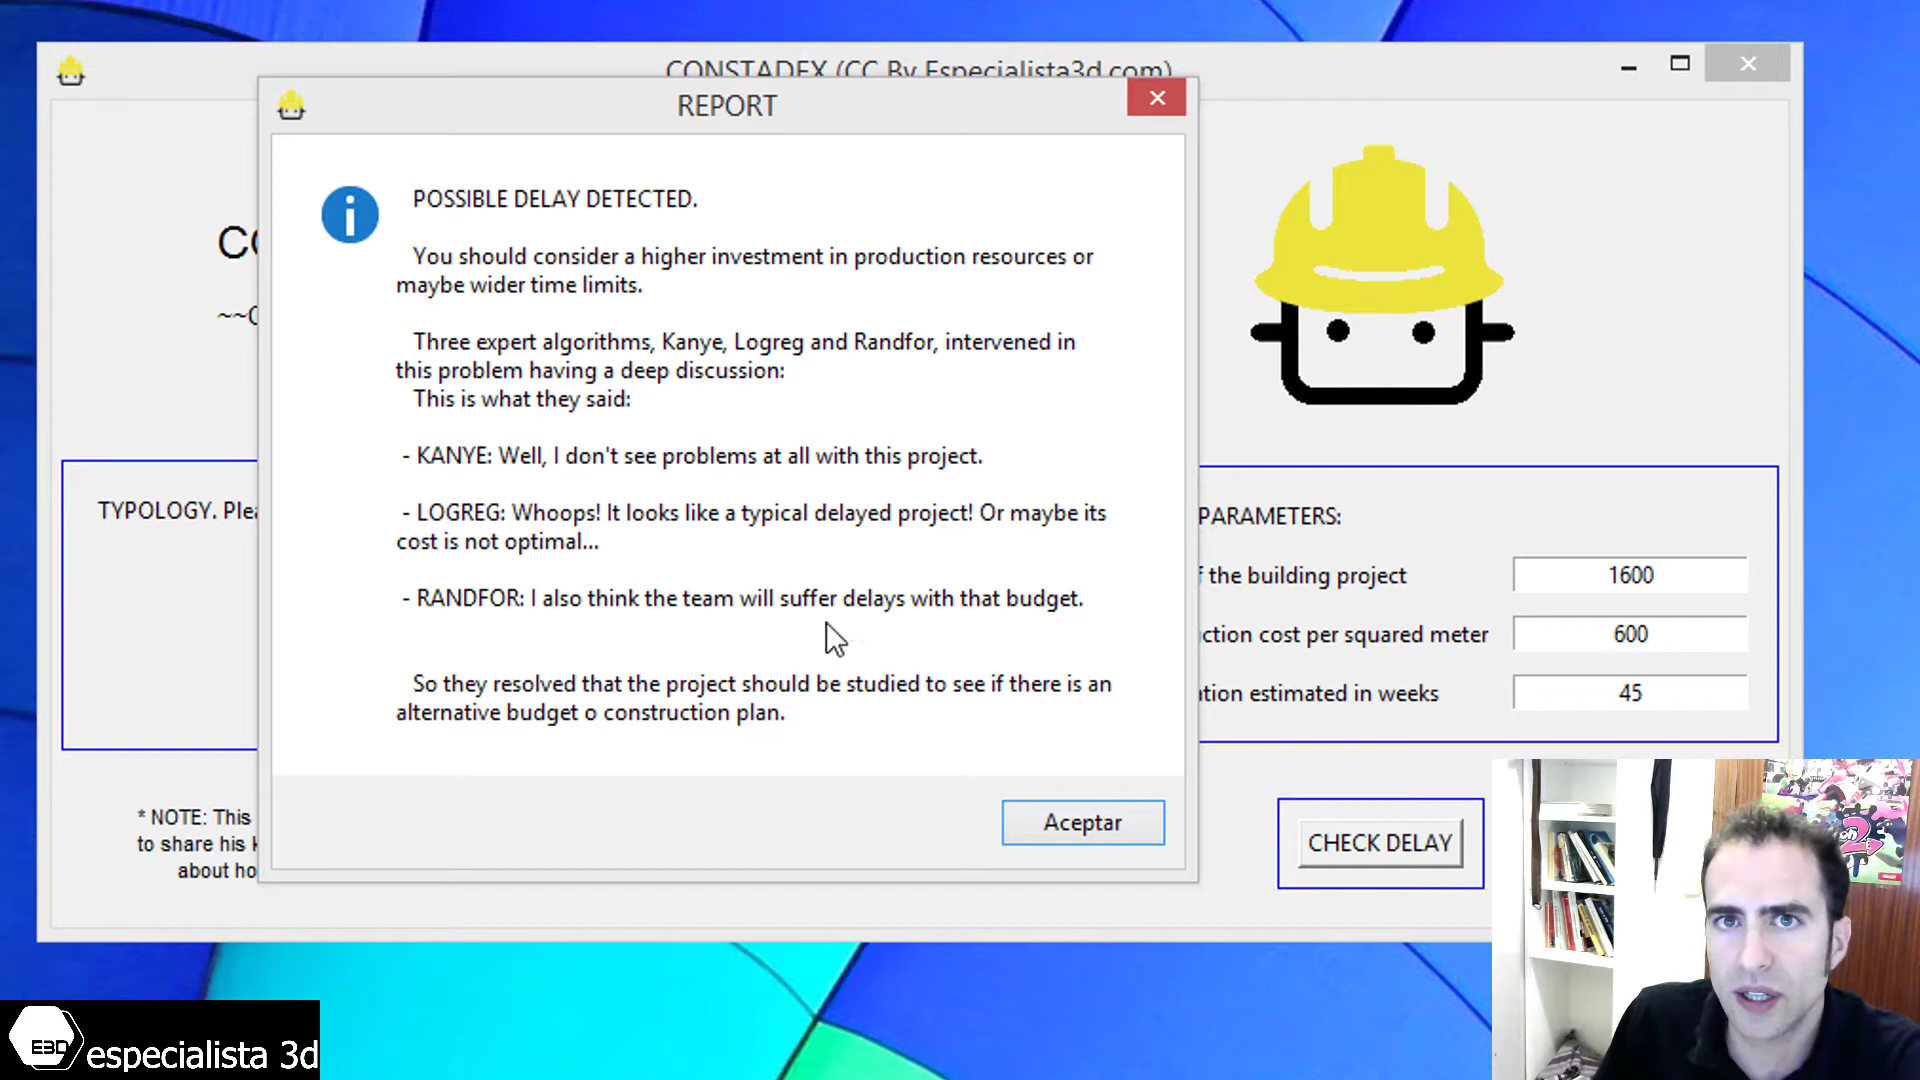 CONSTADEX (CC By Especialista3d.com)
REPORT
POSSIBLE DELAY DETECTED.
You should consider a higher investment in production resources or
maybe wider time limits.
Three expert algorithms, Kanye, Logreg and Randfor, intervened in
this problem having a deep discussion:
This is what they said:
- KANYE: Well, I don't see problems at all with this project.
- LOGREG: Whoops! It looks like a typical delayed project! Or maybe its
cost is not optimal...
- RANDFOR: I also think the team will suffer delays with that budget.
So they resolved that the project should be studied to see if there is an
alternative budget o construction plan.
Aceptar
TYPOLOGY.
PARAMETERS:
the building project
1600
cost per squared meter
600
estimated in weeks
45
* NOTE: This
to share his
about
CHECK DELAY
E3D
especialista 3d